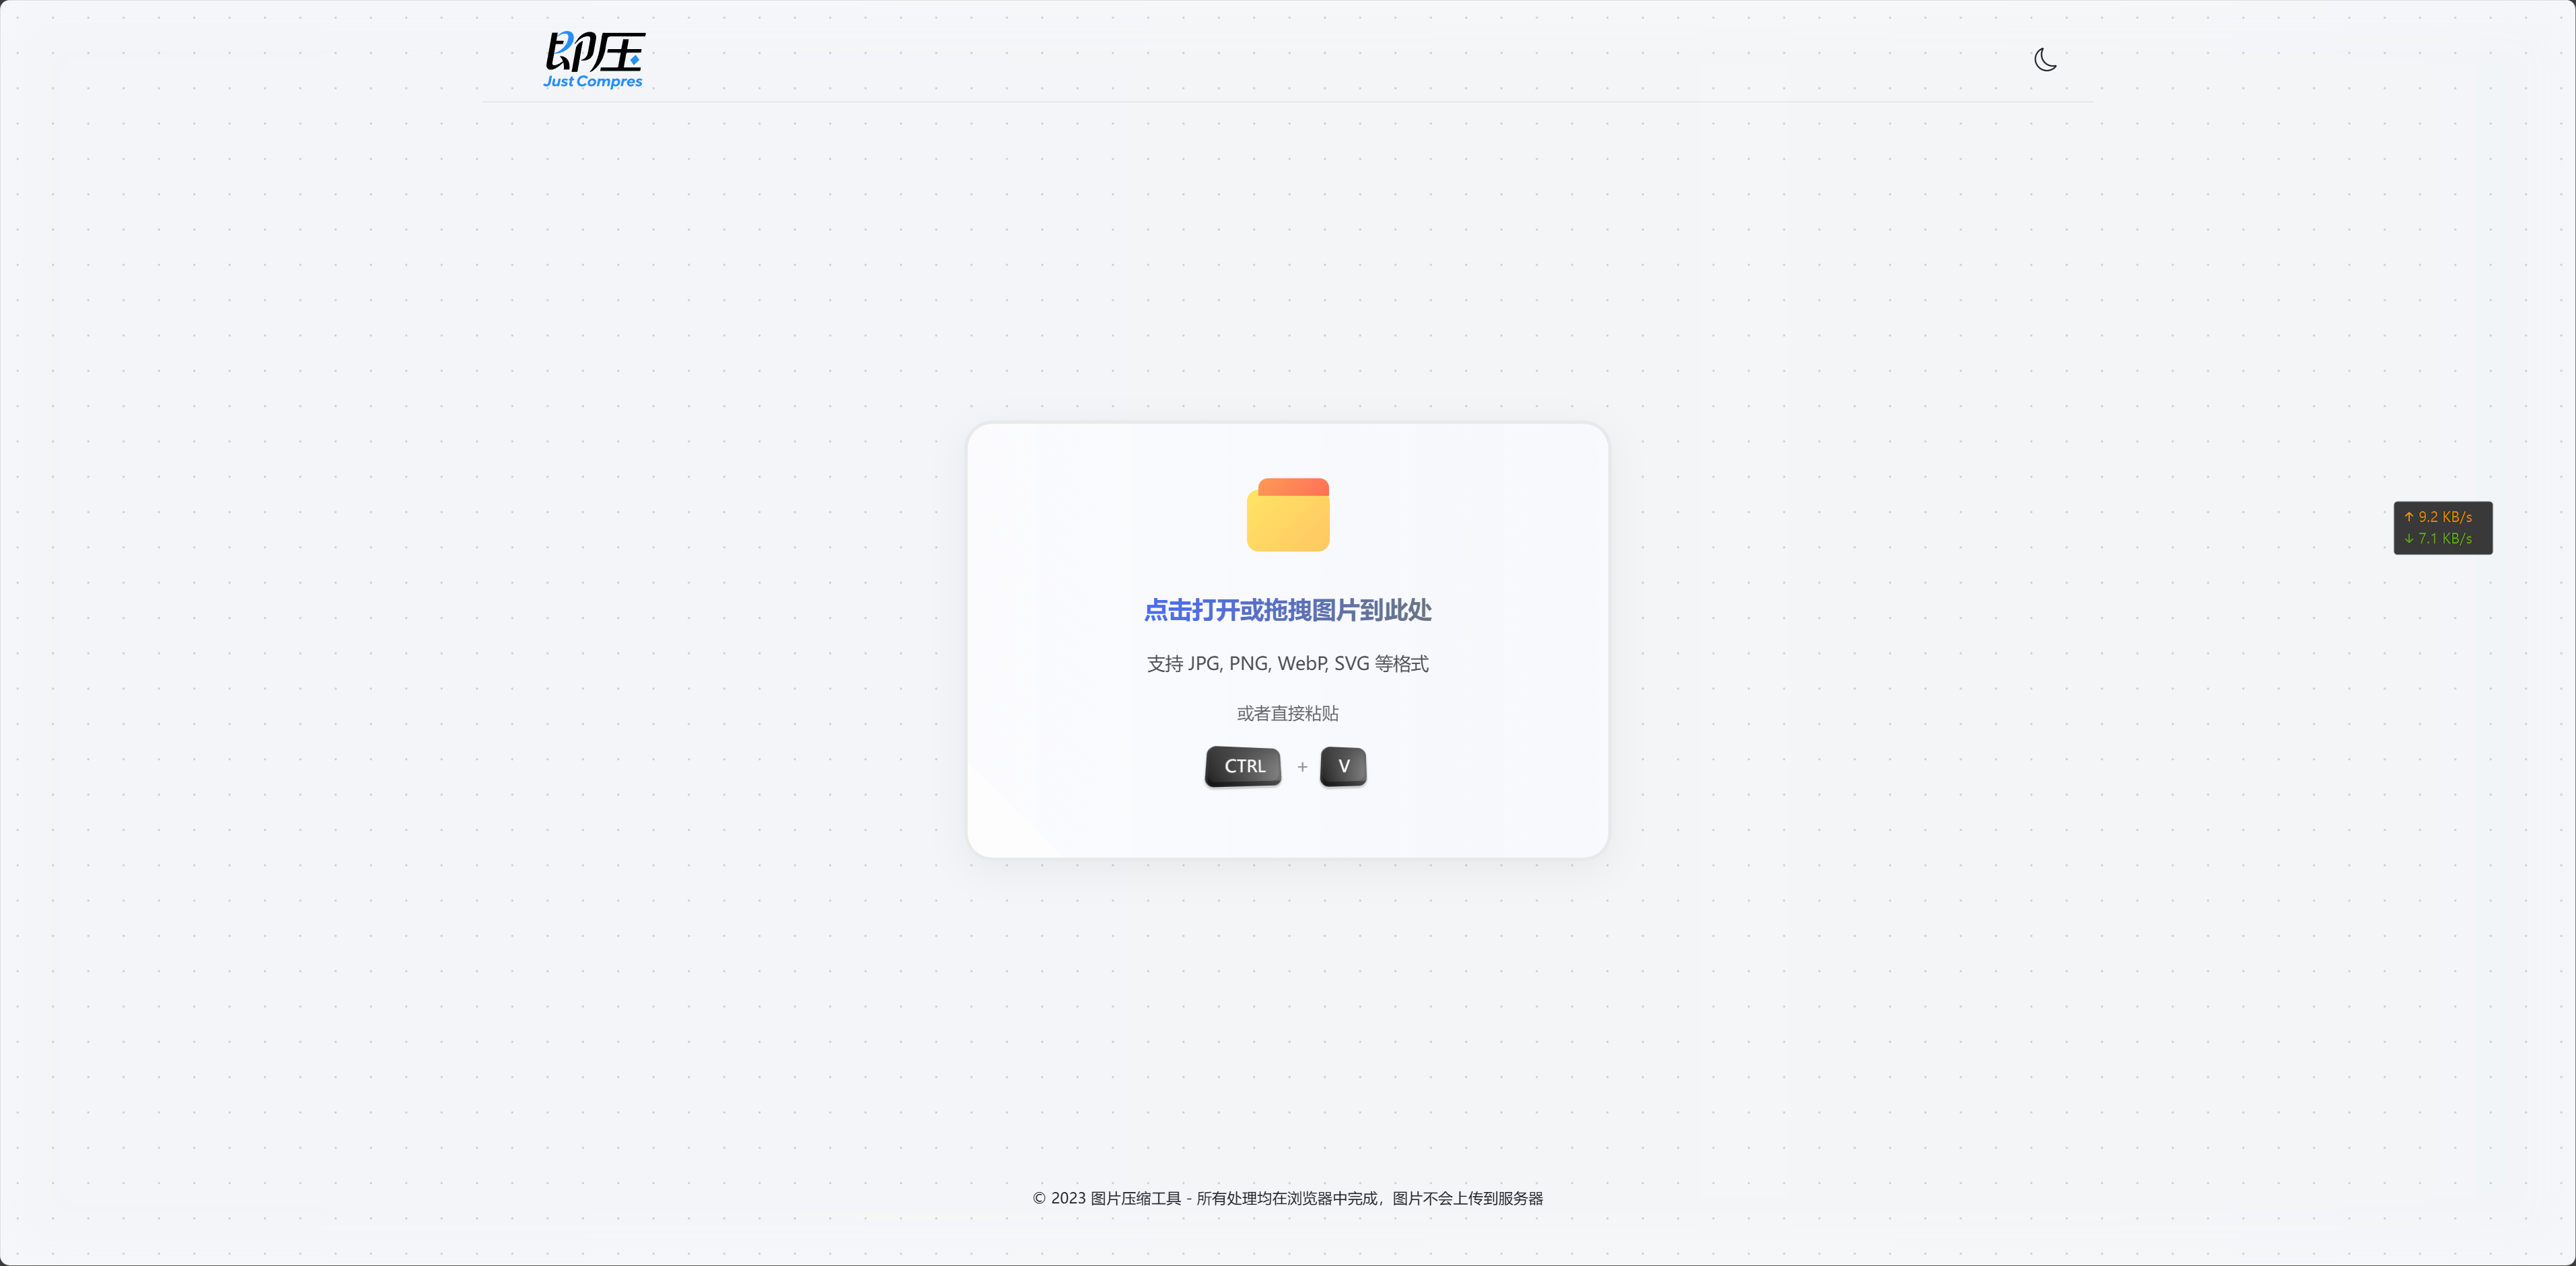 即压
Just Compres
点击打开或拖拽图片到此处
支持 JPG, PNG, WebP, SVG 等格式
或者直接粘贴
CTRL + V
↑ 9.2 KB/s
↓ 7.1 KB/s
© 2023 图片压缩工具 - 所有处理均在浏览器中完成，图片不会上传到服务器